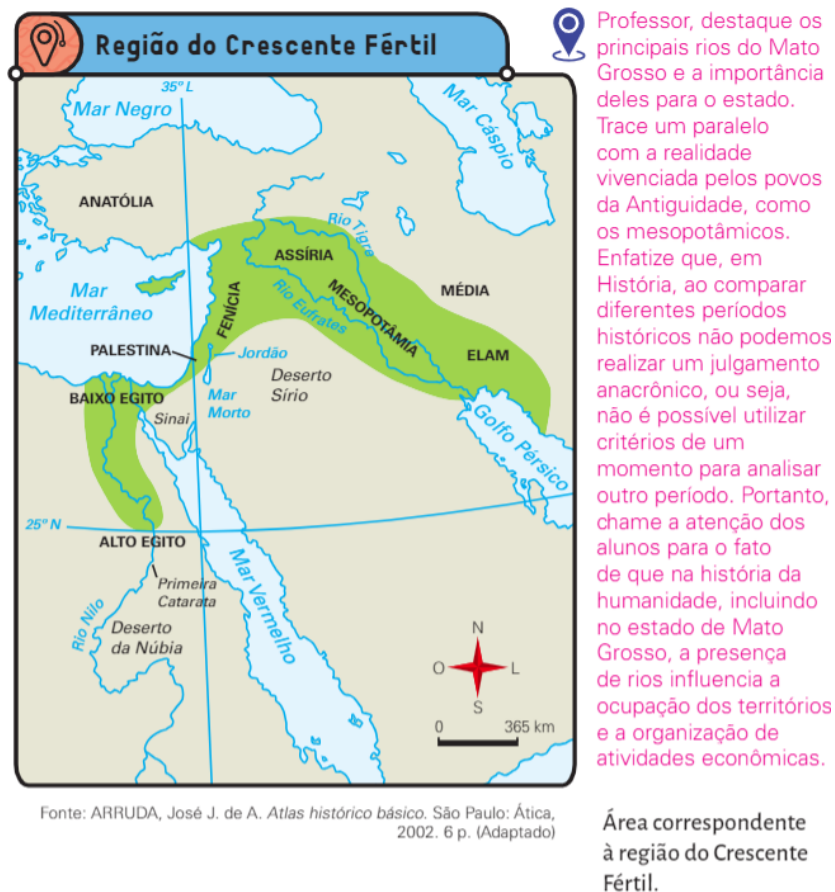 Região do Crescente Fértil
35º L
Mar Negro
Mar Cáspio
ANATÓLIA
Rio Tigre
ASSÍRIA
Mar
Mediterrâneo
FENÍCIA
Rio Eufrates
MESOPOTÂMIA
MÉDIA
PALESTINA
Jordão
ELAM
Deserto
Sírio
BAIXO EGITO
Sinai
Mar
Morto
Golfo Pérsico
25º N
ALTO EGITO
Primeira
Catarata
Mar Vermelho
Rio Nilo
Deserto
da Núbia
N
O
L
S
0 365 km
Fonte: ARRUDA, José J. de A. Atlas histórico básico. São Paulo: Ática,
2002. 6 p. (Adaptado)
Professor, destaque os
principais rios do Mato
Grosso e a importância
deles para o estado.
Trace um paralelo
com a realidade
vivenciada pelos povos
da Antiguidade, como
os mesopotâmicos.
Enfatize que, em
História, ao comparar
diferentes períodos
históricos não podemos
realizar um julgamento
anacrônico, ou seja,
não é possível utilizar
critérios de um
momento para analisar
outro período. Portanto,
chame a atenção dos
alunos para o fato
de que na história da
humanidade, incluindo
no estado de Mato
Grosso, a presença
de rios influencia a
ocupação dos territórios
e a organização de
atividades econômicas.
Área correspondente
à região do Crescente
Fértil.